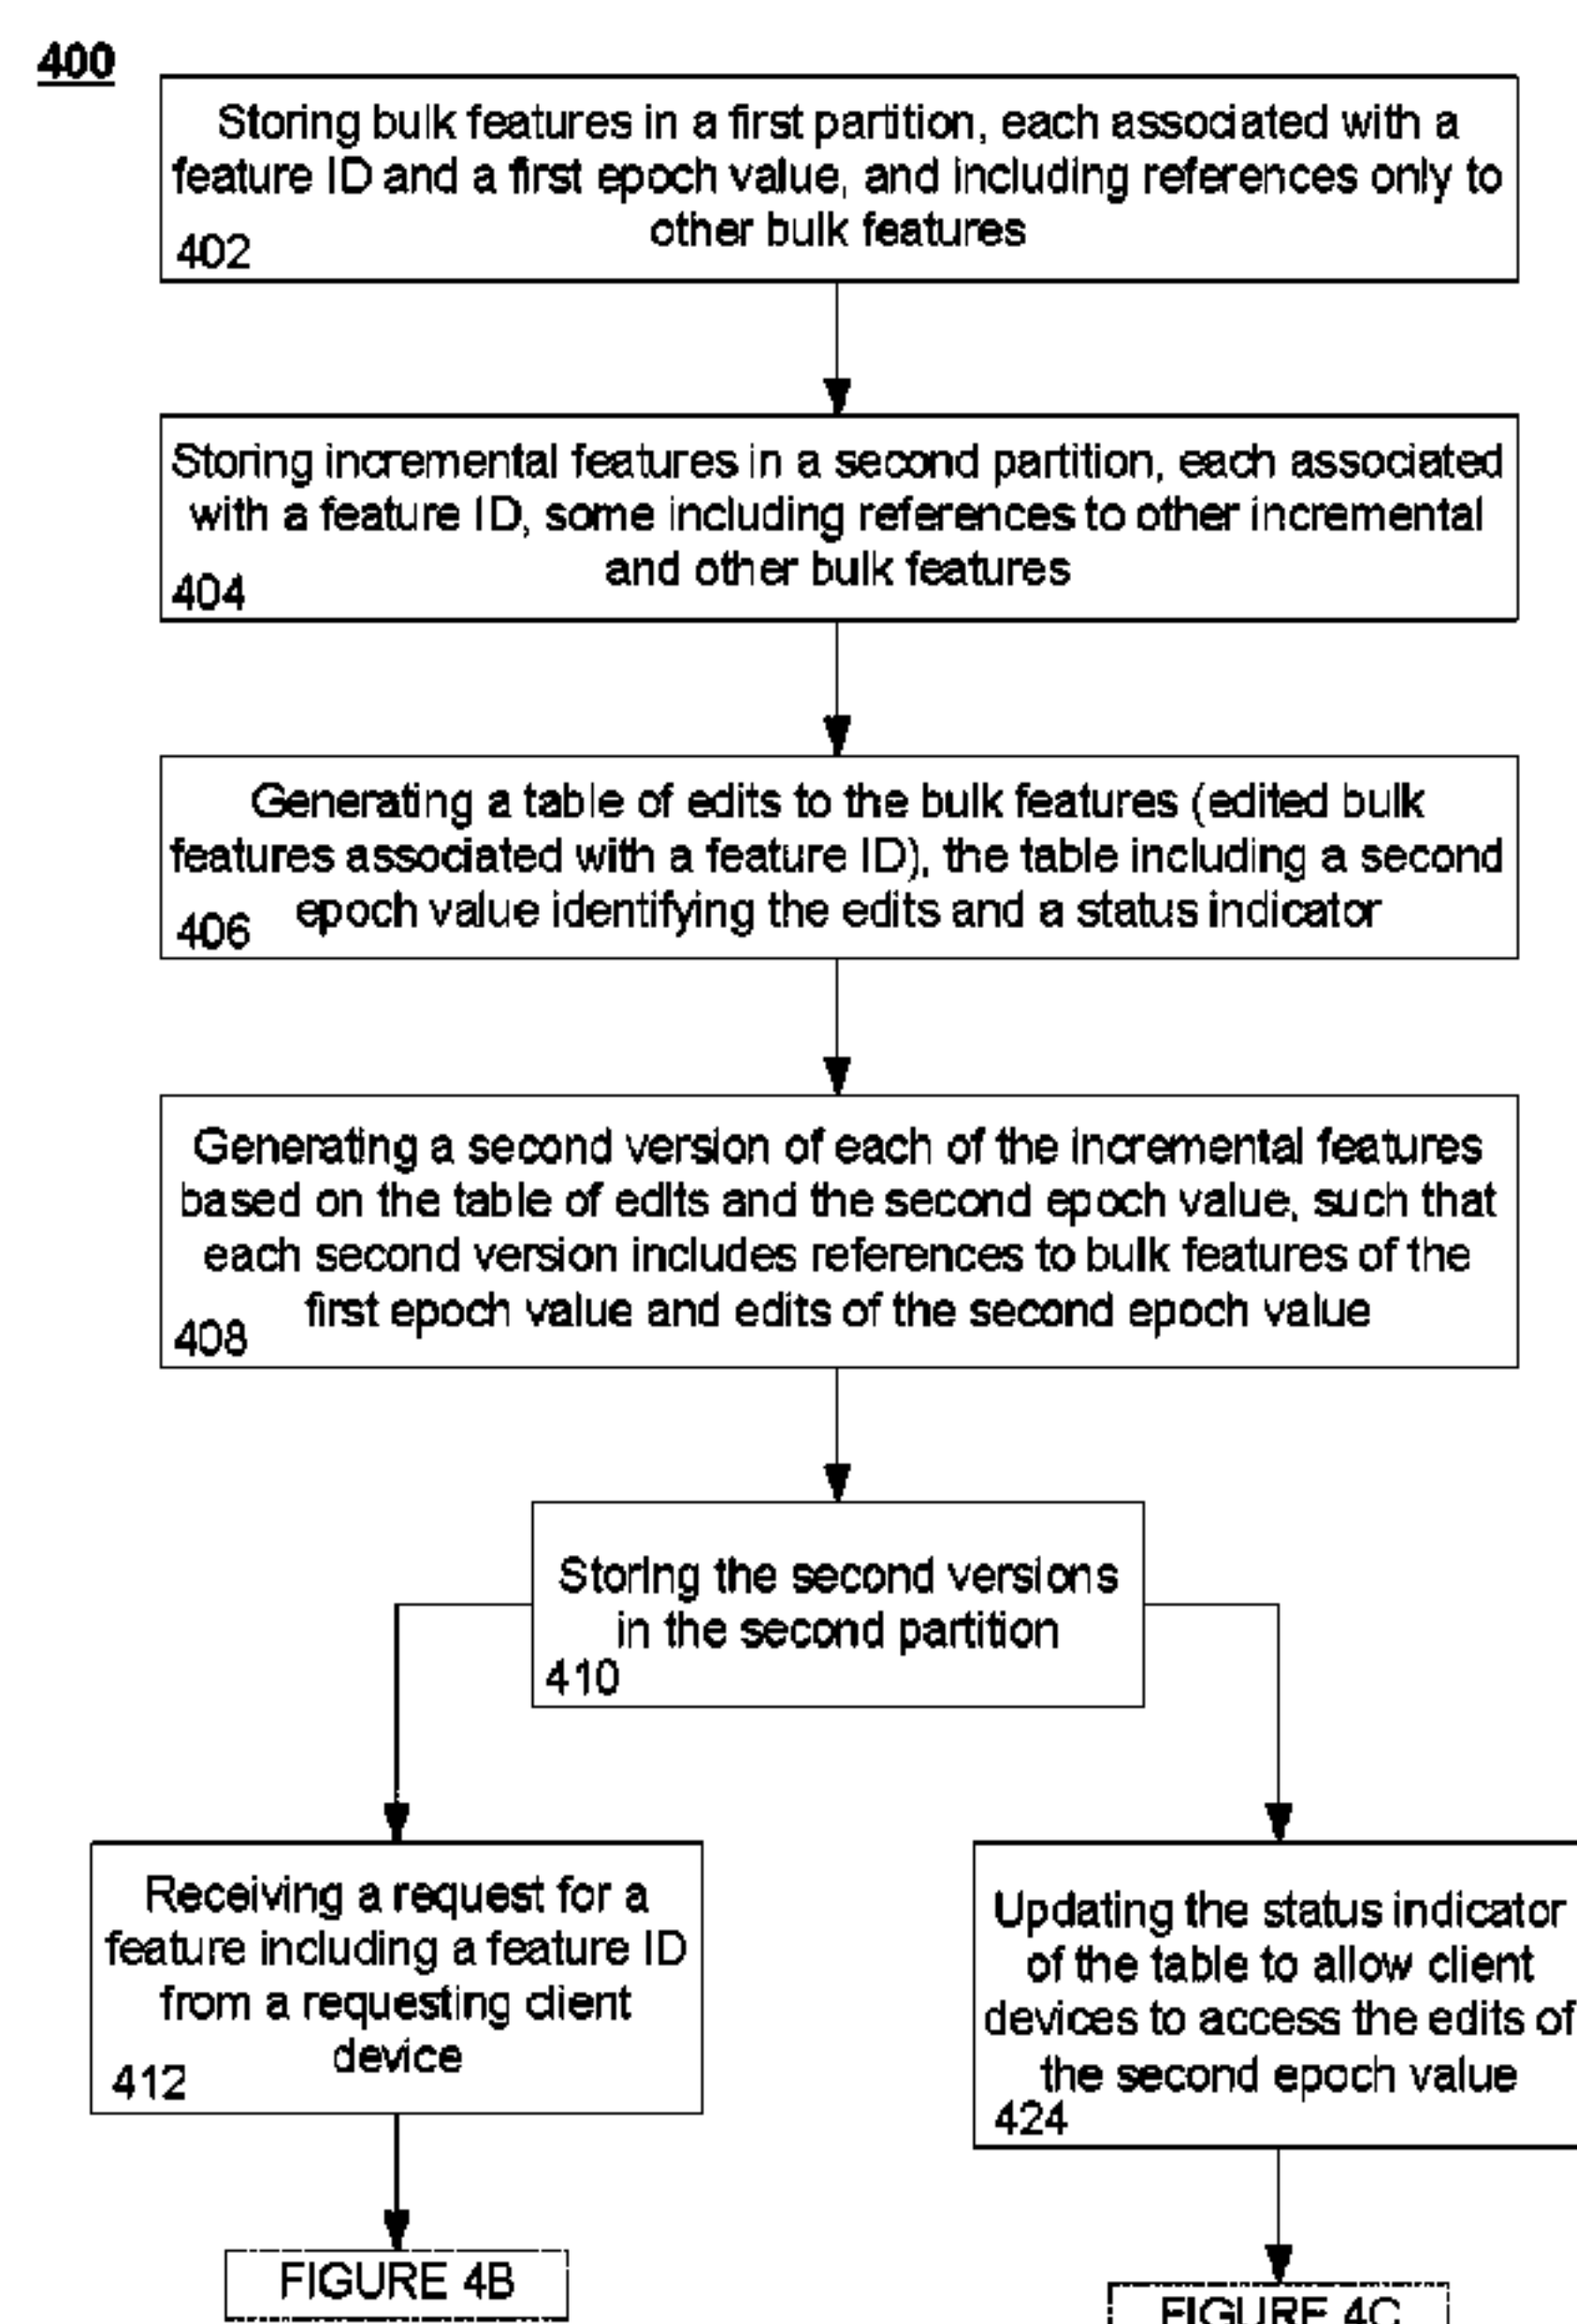 400
Storing bulk features in a first partition, each associated with a
feature ID and a first epoch value, and including references only to
other bulk features
402
Storing incremental features in a second partition, each associated
with a feature ID, some including references to other incremental
and other bulk features
404
Generating a table of edits to the bulk features (edited bulk
features associated with a feature ID), the table including a second
epoch value identifying the edits and a status indicator
406
Generating a second version of each of the incremental features
based on the table of edits and the second epoch value, such that
each second version includes references to bulk features of the
first epoch value and edits of the second epoch value
408
Storing the second versions
in the second partition
410
Receiving a request for a
feature including a feature ID
from a requesting client
device
412
Updating the status indicator
of the table to allow client
devices to access the edits of
the second epoch value
424
FIGURE 4B
FIGURE 4C